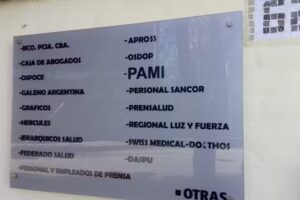 -BCO. PCIA. CBA.
-CAJA DE ABOGADOS
-OSPOCE
-GALENO ARGENTINA
-GRAFICOS
-HERCULES
-JERARQUICOS SALUD
-FEDERADO SALUD
-PERSONAL Y EMPLEADOS DE PRENSA
-APROSS
-OSDOP
-PAMI
-PERSONAL SANCOR
-PRENSALUD
-REGIONAL LUZ Y FUERZA
-SWISS MEDICAL-DOCTHOS
-DASPU
OTRAS